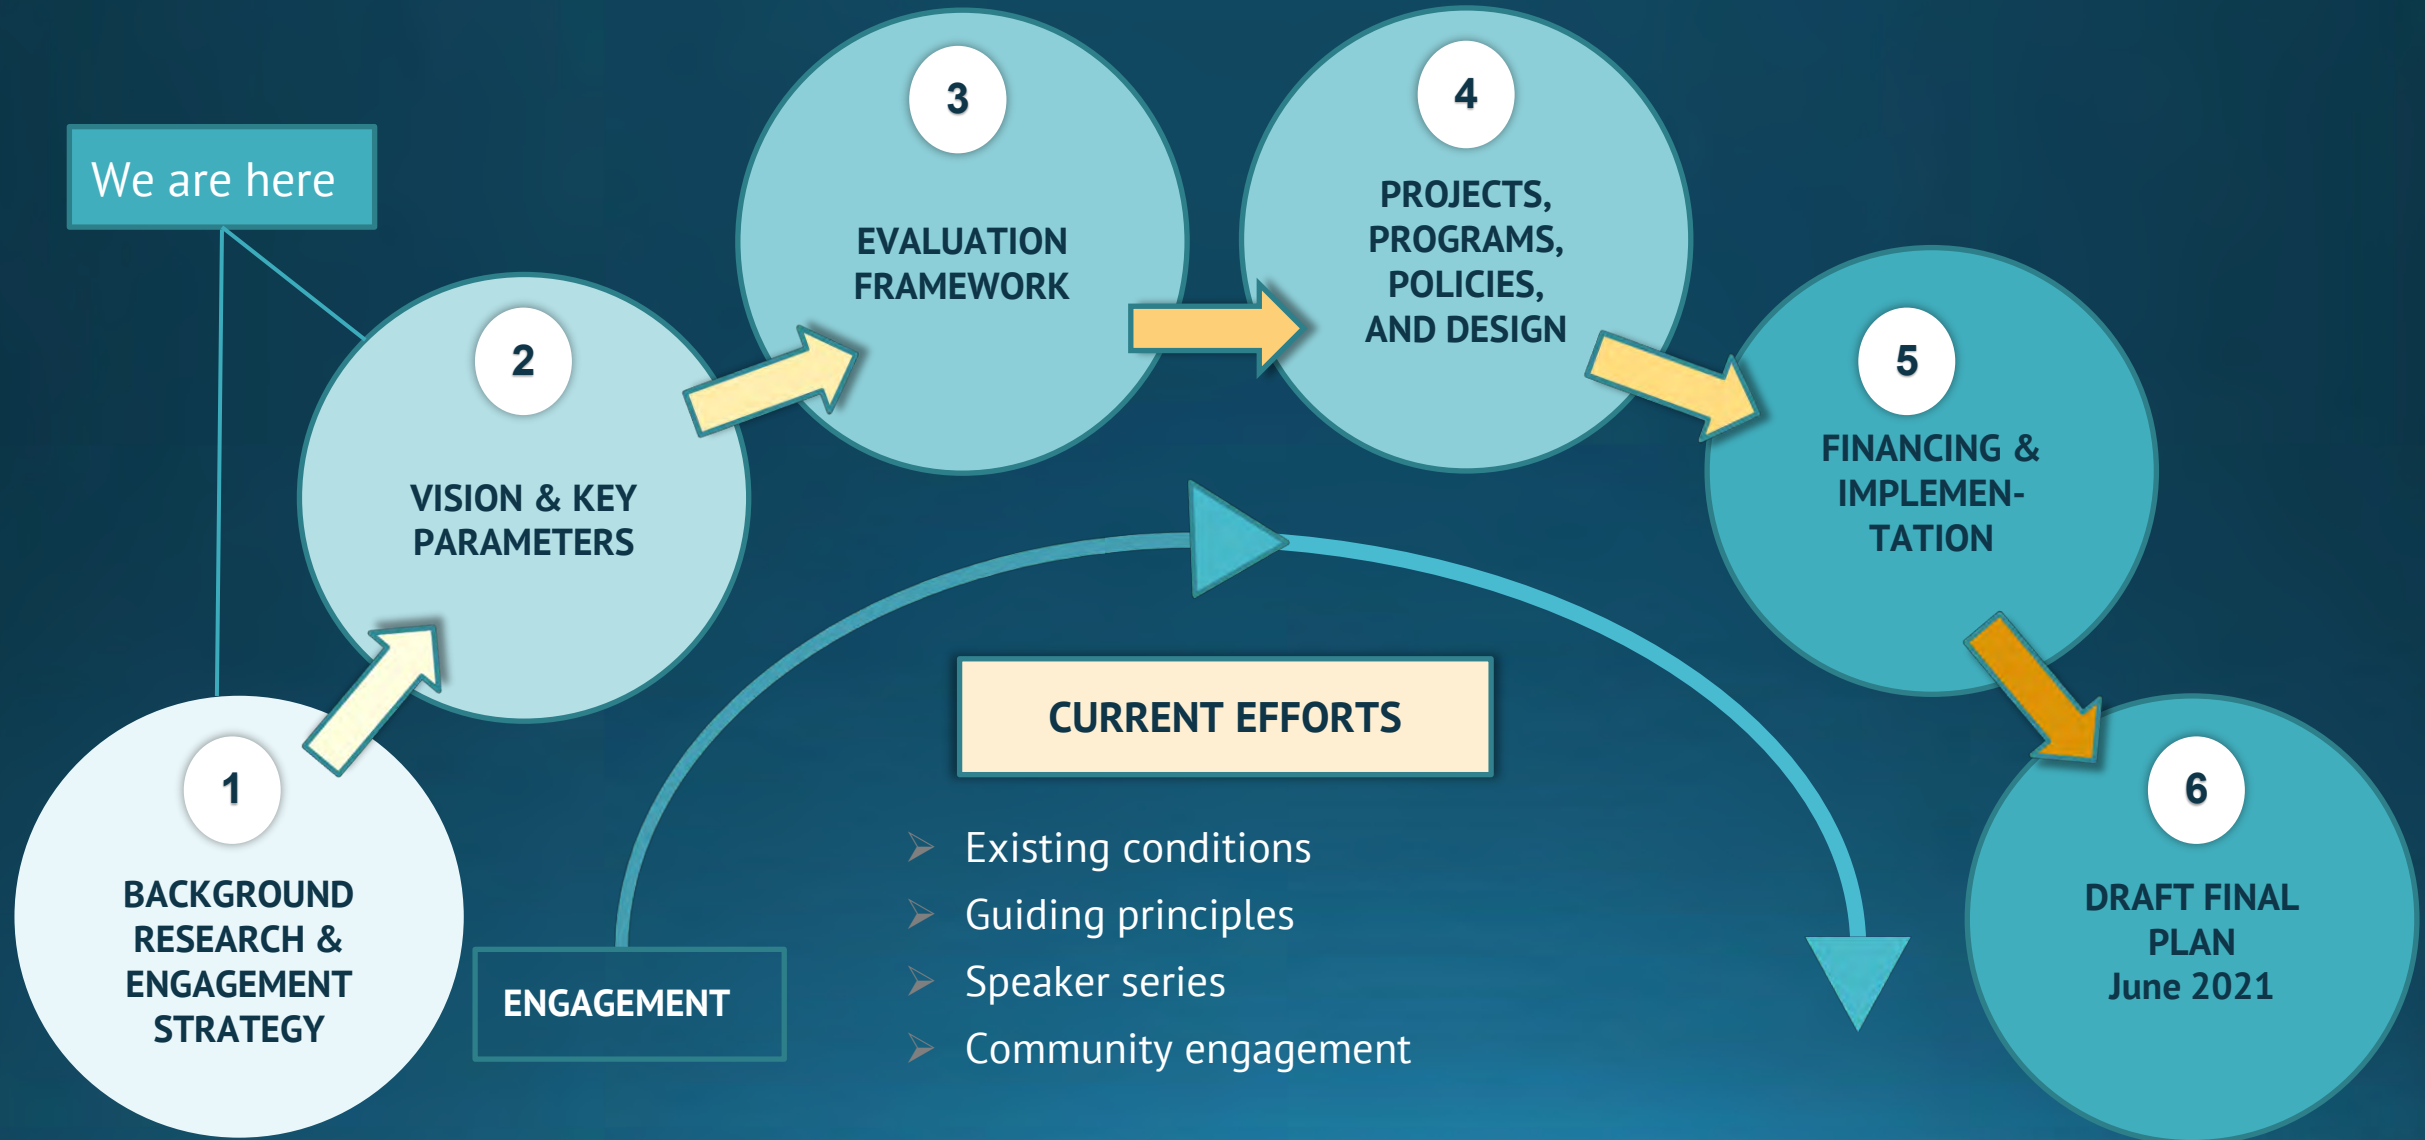 We are here
1
BACKGROUND
RESEARCH &
ENGAGEMENT
STRATEGY
2
VISION & KEY
PARAMETERS
3
EVALUATION
FRAMEWORK
4
PROJECTS,
PROGRAMS,
POLICIES,
AND DESIGN
5
FINANCING &
IMPLEMEN-
TATION
6
DRAFT FINAL
PLAN
June 2021
ENGAGEMENT
CURRENT EFFORTS
Existing conditions
Guiding principles
Speaker series
Community engagement